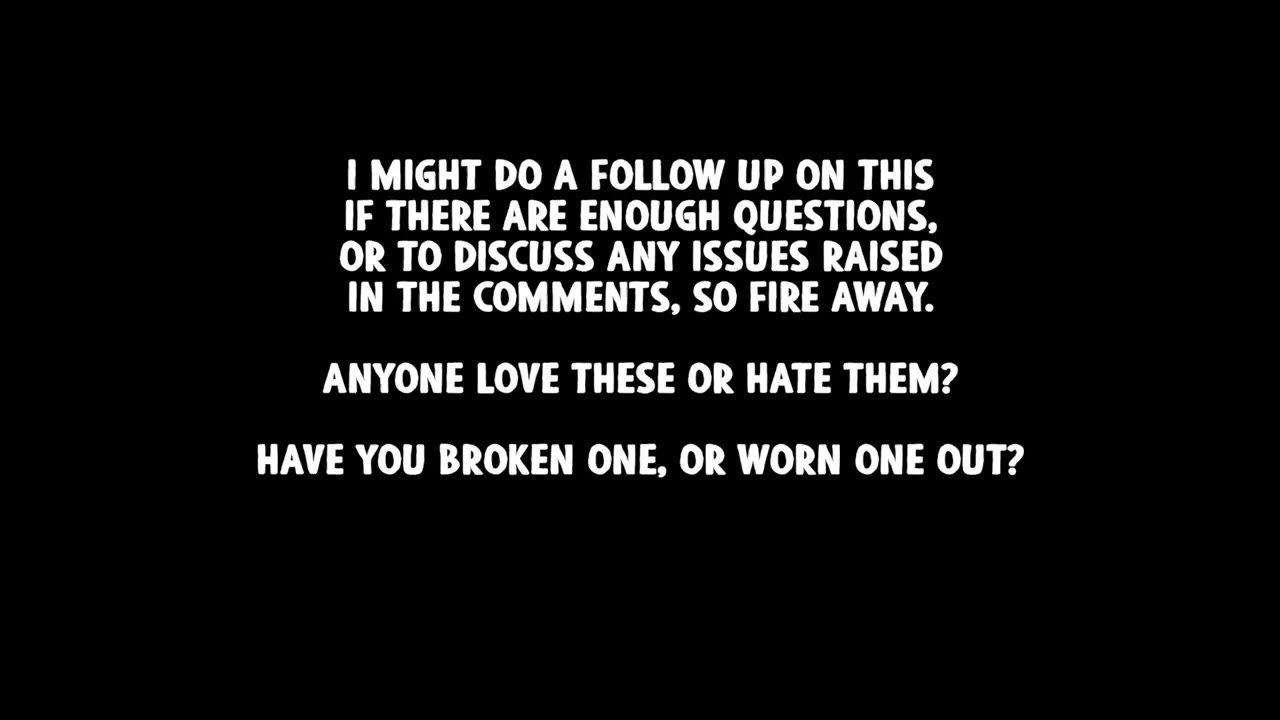 I MIGHT DO A FOLLOW UP ON THIS
IF THERE ARE ENOUGH QUESTIONS,
OR TO DISCUSS ANY ISSUES RAISED
IN THE COMMENTS, SO FIRE AWAY.
ANYONE LOVE THESE OR HATE THEM?
HAVE YOU BROKEN ONE, OR WORN ONE OUT?